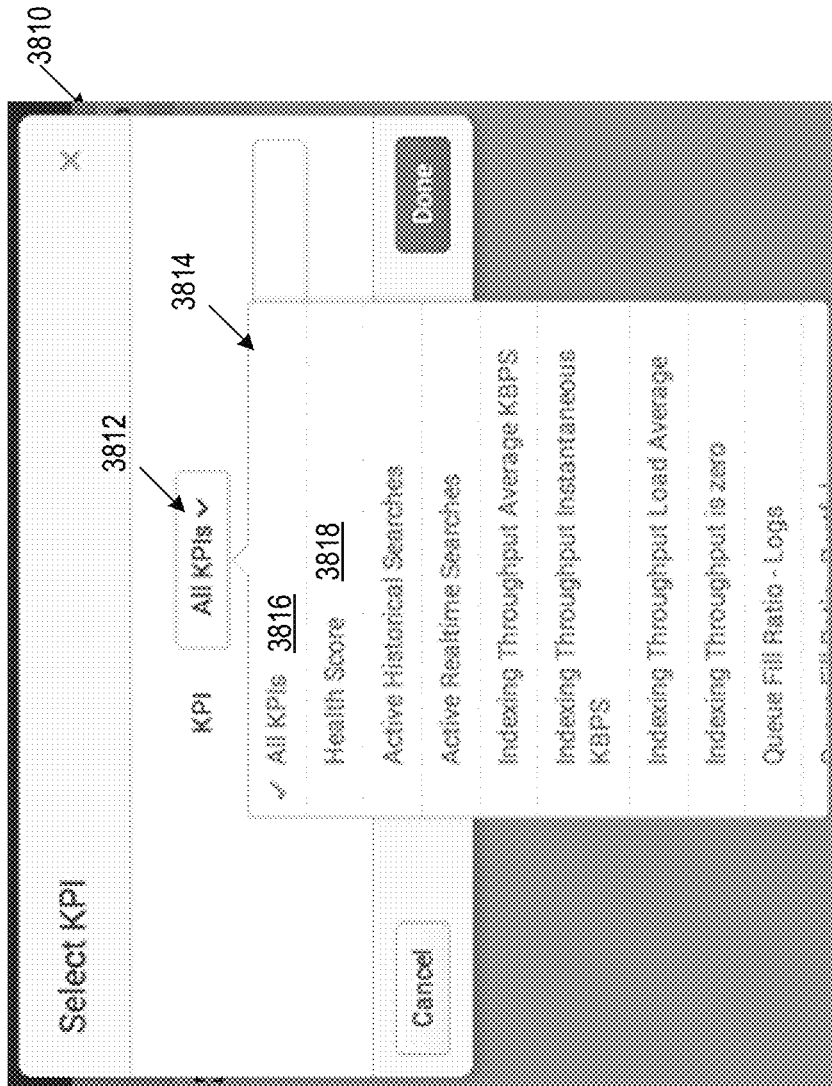 3810
Select KPI
X
3812
KPI
All KPIs
3814
✓ All KPIs 3816
Health Score 3818
Active Historical Searches
Active Realtime Searches
Indexing Throughput Average KBPS
Indexing Throughput Instantaneous
KBPS
Indexing Throughput Load Average
Indexing Throughput is zero
Queue Fill Ratio - Logs
Cancel
Done